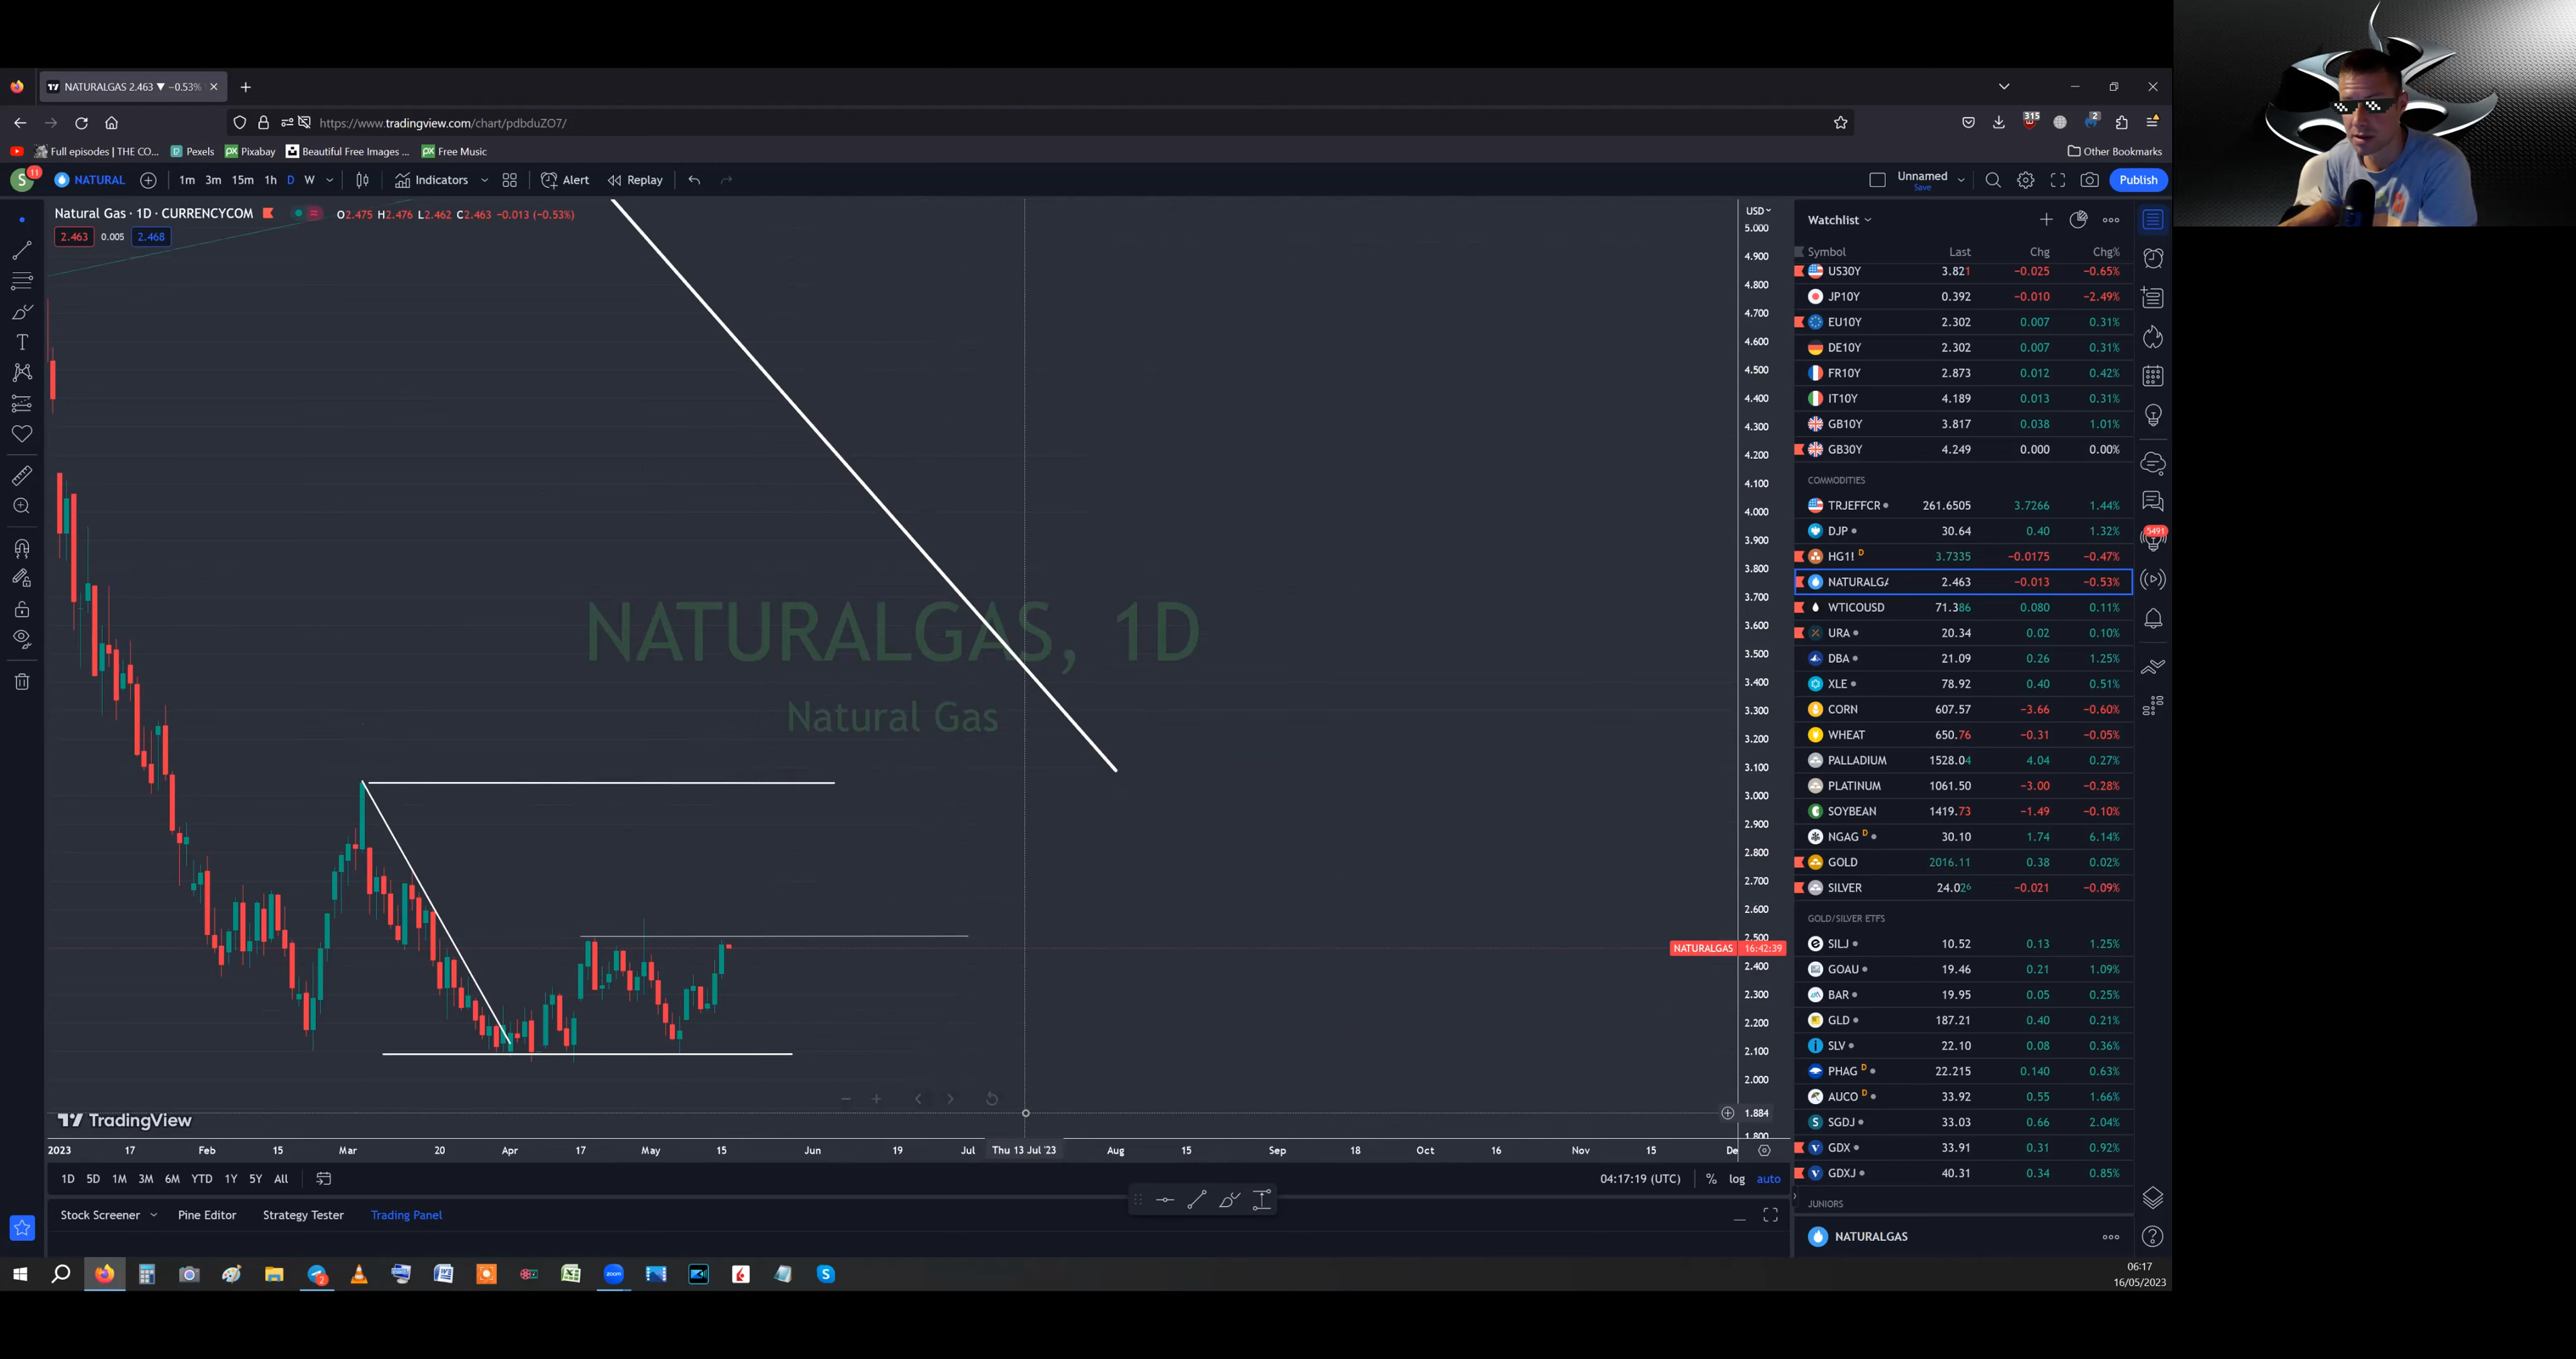 NATURALGAS 2.463 ▼ −0.53%
https://www.tradingview.com/chart/pdbduZO7/
315
2
Full episodes | THE CO...
Pexels
Pixabay
Beautiful Free Images ...
Free Music
Other Bookmarks
S
11
NATURAL
1m
3m
15m
1h
D
W
Indicators
Alert
Replay
Unnamed
Save
Publish
Natural Gas · 1D · CURRENCYCOM
O2.475 H2.476 L2.462 C2.463 −0.013 (−0.53%)
2.463
0.005
2.468
USD
5.000
4.900
4.800
4.700
4.600
4.500
4.400
4.300
4.200
4.100
4.000
3.900
3.800
3.700
3.600
3.500
3.400
3.300
3.200
3.100
3.000
2.900
2.800
2.700
2.600
2.500
NATURALGAS 16:42:39
2.400
2.300
2.200
2.100
2.000
1.884
1.800
NATURALGAS, 1D
Natural Gas
TradingView
2023
17
Feb
15
Mar
20
Apr
17
May
15
Jun
19
Jul
Thu 13 Jul '23
Aug
15
Sep
18
Oct
16
Nov
15
De
1D
5D
1M
3M
6M
YTD
1Y
5Y
All
04:17:19 (UTC)
%
log
auto
Stock Screener
Pine Editor
Strategy Tester
Trading Panel
Watchlist
Symbol Last Chg Chg%
US30Y 3.821 −0.025 −0.65%
JP10Y 0.392 −0.010 −2.49%
EU10Y 2.302 0.007 0.31%
DE10Y 2.302 0.007 0.31%
FR10Y 2.873 0.012 0.42%
IT10Y 4.189 0.013 0.31%
GB10Y 3.817 0.038 1.01%
GB30Y 4.249 0.000 0.00%
COMMODITIES
TRJEFFCR 261.6505 3.7266 1.44%
DJP 30.64 0.40 1.32%
HG1! D 3.7335 −0.0175 −0.47%
NATURALGA 2.463 −0.013 −0.53%
WTICOUSD 71.386 0.080 0.11%
URA 20.34 0.02 0.10%
DBA 21.09 0.26 1.25%
XLE 78.92 0.40 0.51%
CORN 607.57 −3.66 −0.60%
WHEAT 650.76 −0.31 −0.05%
PALLADIUM 1528.04 4.04 0.27%
PLATINUM 1061.50 −3.00 −0.28%
SOYBEAN 1419.73 −1.49 −0.10%
NGAG D 30.10 1.74 6.14%
GOLD 2016.11 0.38 0.02%
SILVER 24.026 −0.021 −0.09%
GOLD/SILVER ETFS
SILJ 10.52 0.13 1.25%
GOAU 19.46 0.21 1.09%
BAR 19.95 0.05 0.25%
GLD 187.21 0.40 0.21%
SLV 22.10 0.08 0.36%
PHAG D 22.215 0.140 0.63%
AUCO D 33.92 0.55 1.66%
SGDJ 33.03 0.66 2.04%
GDX 33.91 0.31 0.92%
GDXJ 40.31 0.34 0.85%
JUNIORS
NATURALGAS
5491
zoom
2
06:17
16/05/2023